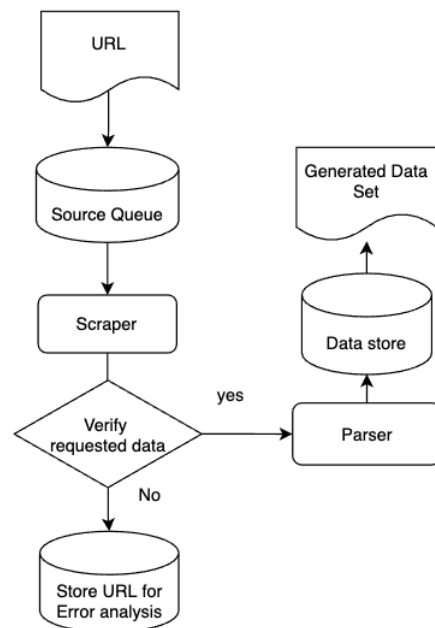 URL
Source Queue
Scraper
Verify
requested data
yes
No
Store URL for
Error analysis
Parser
Data store
Generated Data
Set